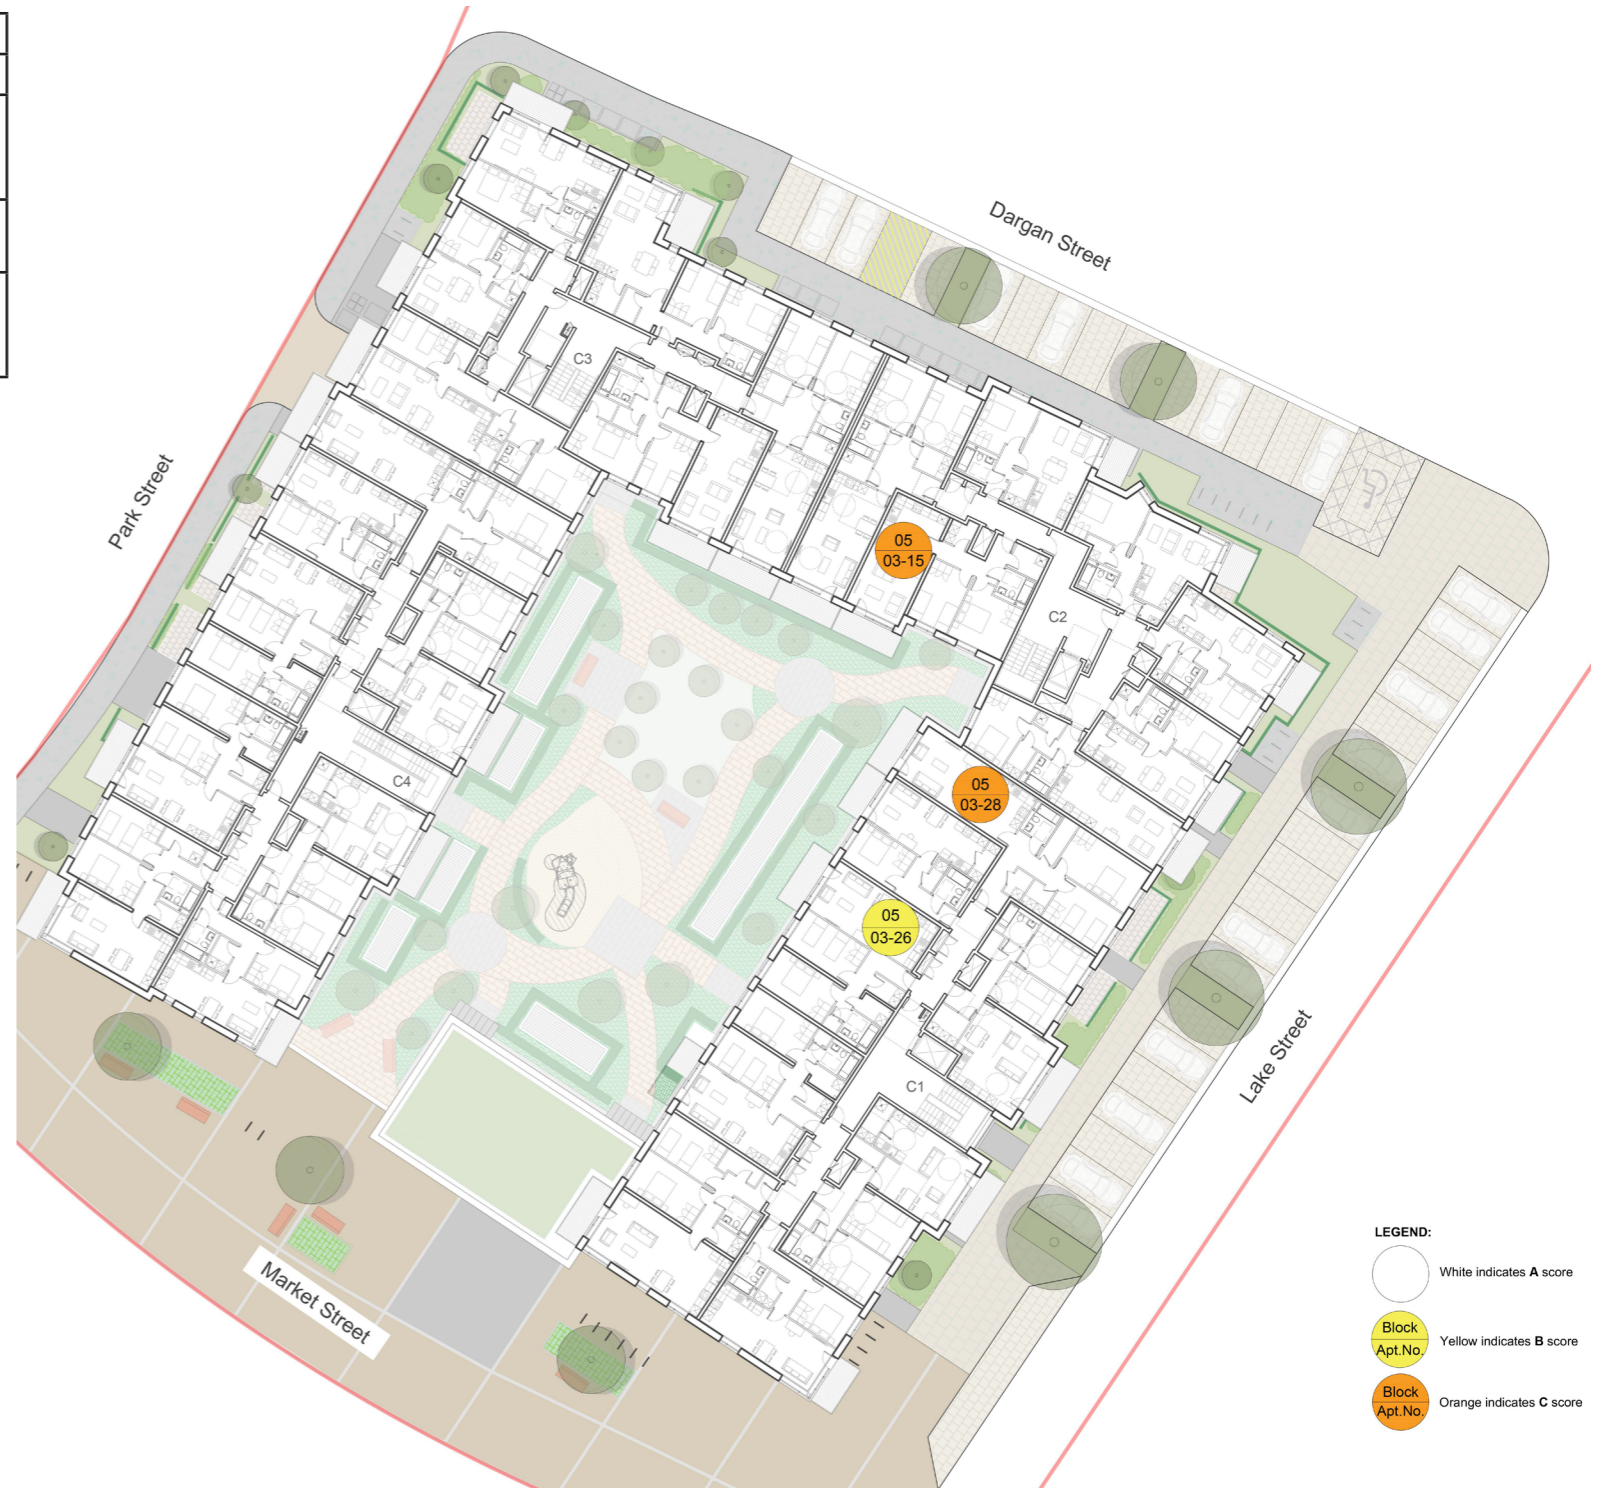 Dargan Street
Park Street
C3
05
03-15
C2
05
03-28
C4
05
03-26
C1
Lake Street
Market Street
LEGEND:
White indicates A score
Block
Apt.No.
Yellow indicates B score
Block
Apt.No.
Orange indicates C score